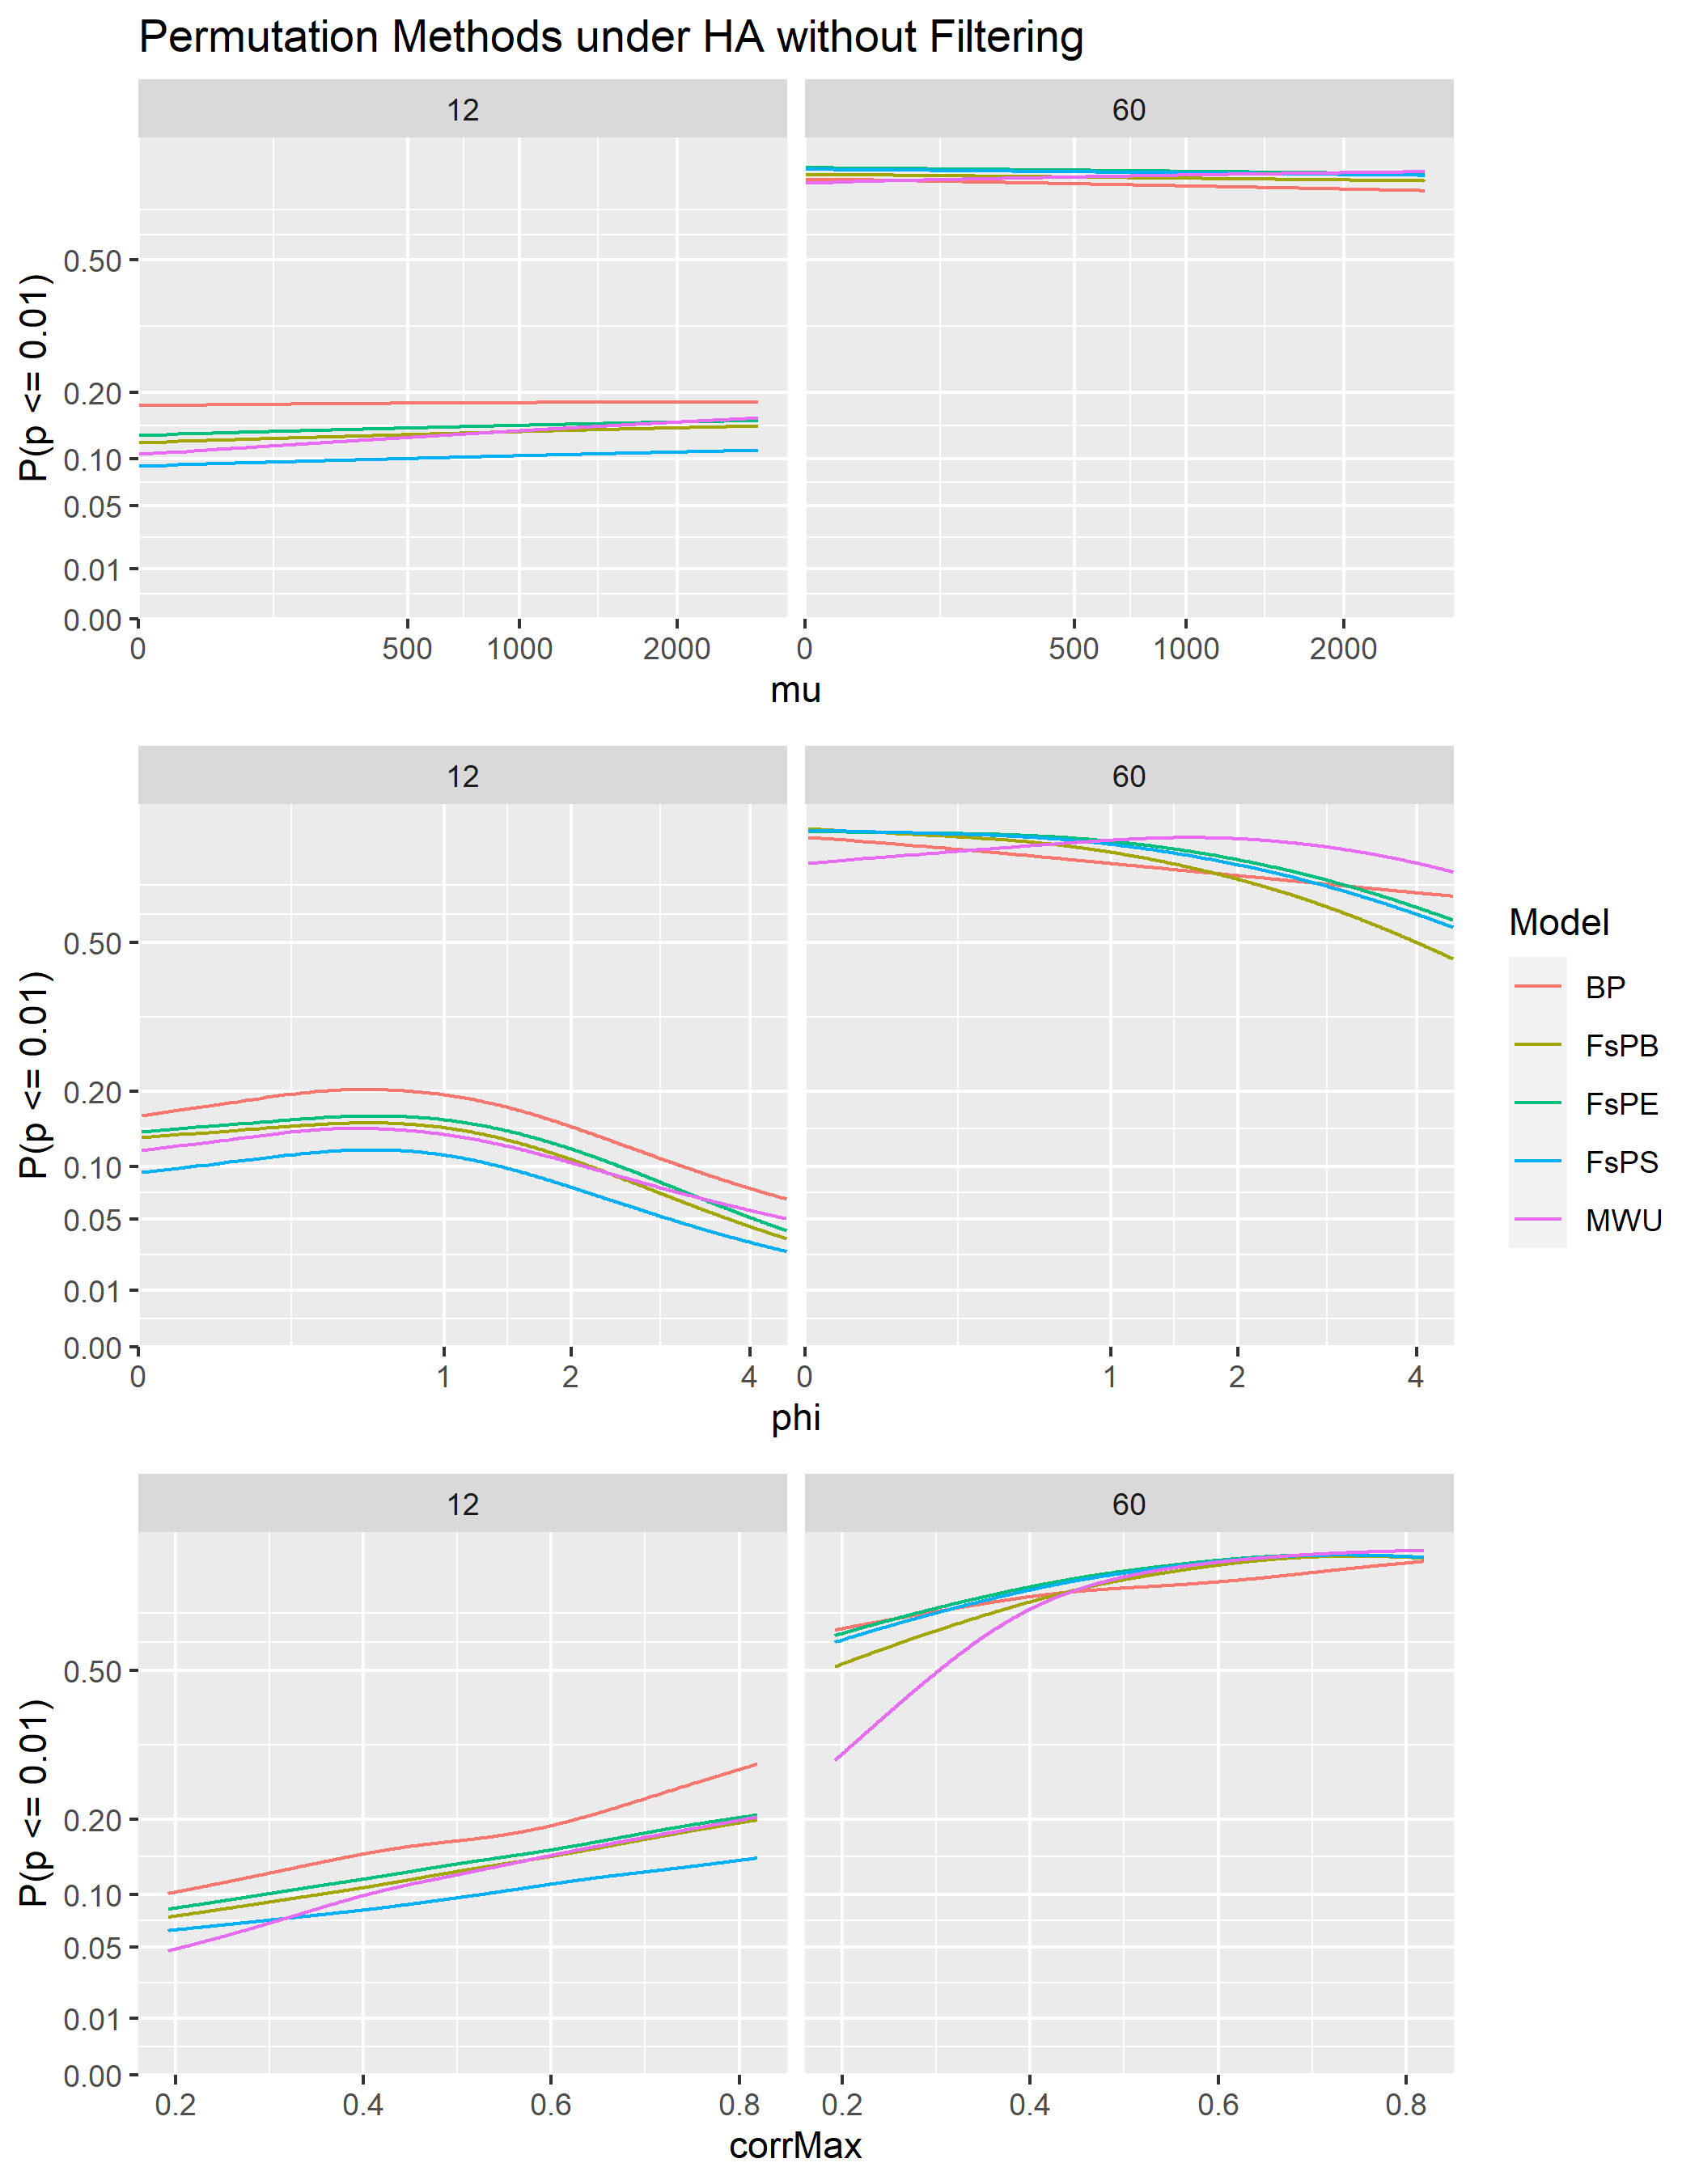 Permutation Methods under HA without Filtering
12
60
P(p <= 0.01)
0.50
0.20
0.10
0.05
0.01
0.00
0 500 1000 2000
0 500 1000 2000
mu
12
60
P(p <= 0.01)
0.50
0.20
0.10
0.05
0.01
0.00
0 1 2 4
0 1 2 4
phi
Model
BP
FsPB
FsPE
FsPS
MWU
12
60
P(p <= 0.01)
0.50
0.20
0.10
0.05
0.01
0.00
0.2 0.4 0.6 0.8
0.2 0.4 0.6 0.8
corrMax